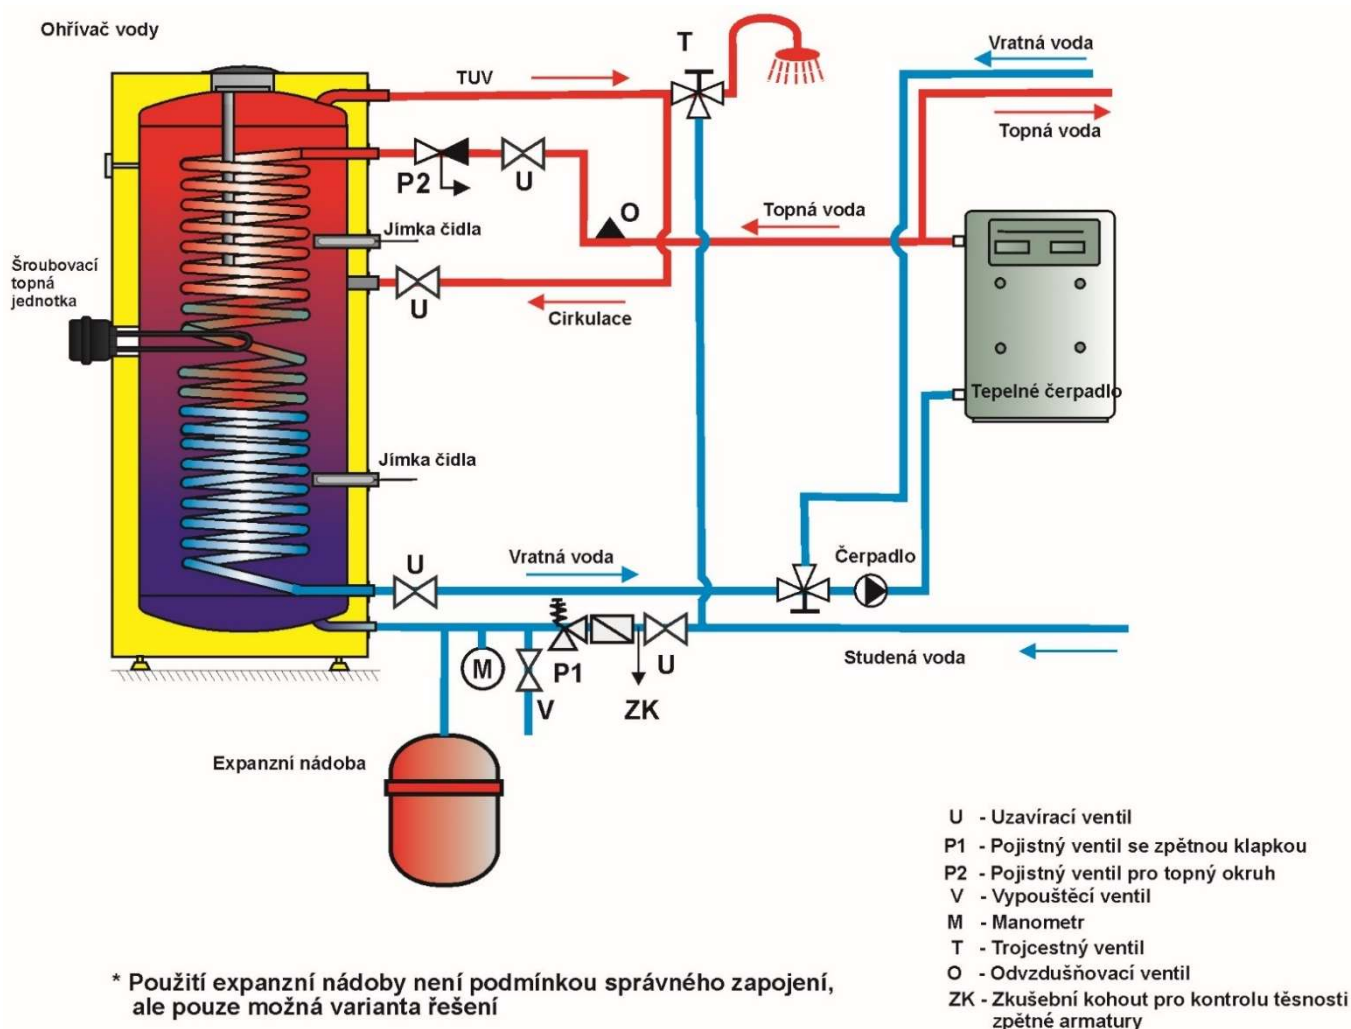 Ohřívač vody
TUV
T
Vratná voda
Topná voda
P2
U
O
Topná voda
Jímka čidla
Šroubovací
topná
jednotka
U
Cirkulace
Tepelné čerpadlo
Jímka čidla
U
Vratná voda
Čerpadlo
M
V
P1
ZK
U
Studená voda
Expanzní nádoba
U - Uzavírací ventil
P1 - Pojistný ventil se zpětnou klapkou
P2 - Pojistný ventil pro topný okruh
V - Vypouštěcí ventil
M - Manometr
T - Trojcestný ventil
O - Odvzdušňovací ventil
ZK - Zkušební kohout pro kontrolu těsnosti
zpětné armatury
* Použití expanzní nádoby není podmínkou správného zapojení,
ale pouze možná varianta řešení